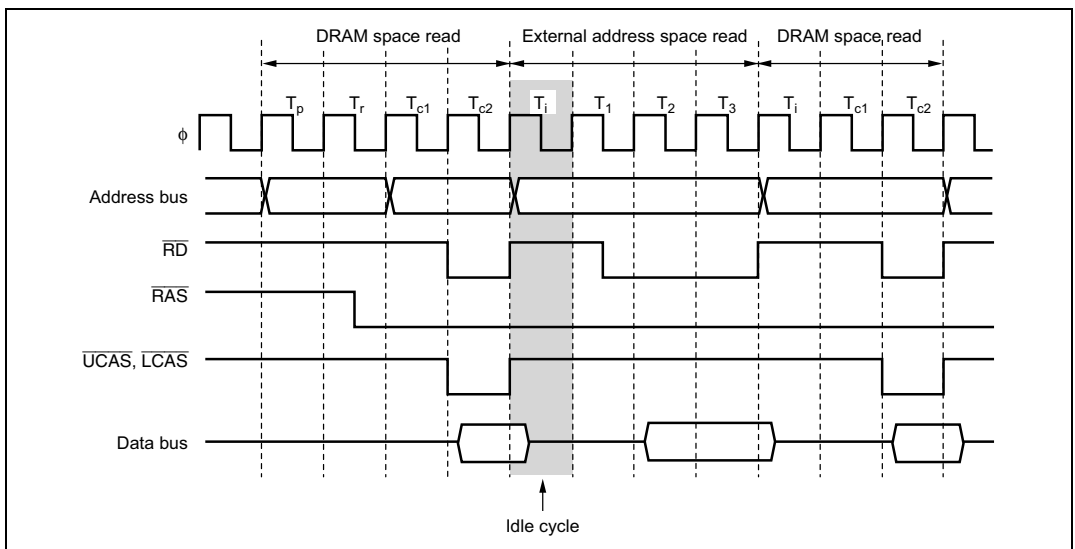 DRAM space read External address space read DRAM space read
Tp Tr Tc1 Tc2 Ti T1 T2 T3 Ti Tc1 Tc2
φ
Address bus
RD
RAS
UCAS, LCAS
Data bus
Idle cycle